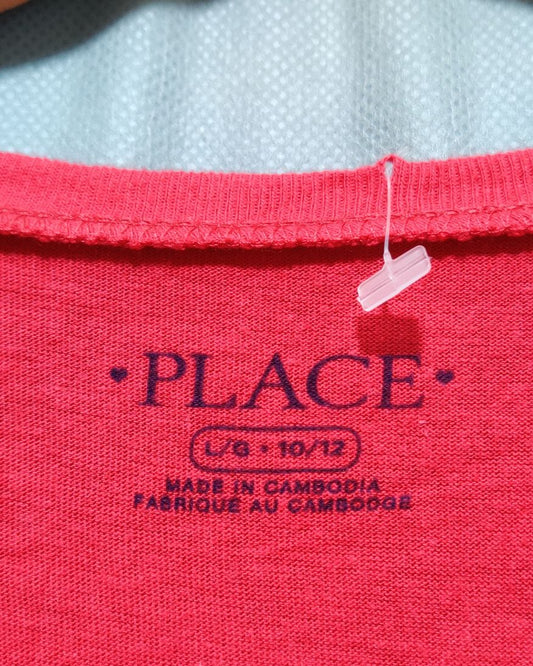 ♥PLACE♥
L/G • 10/12
MADE IN CAMBODIA
FABRIQUÉ AU CAMBODGE